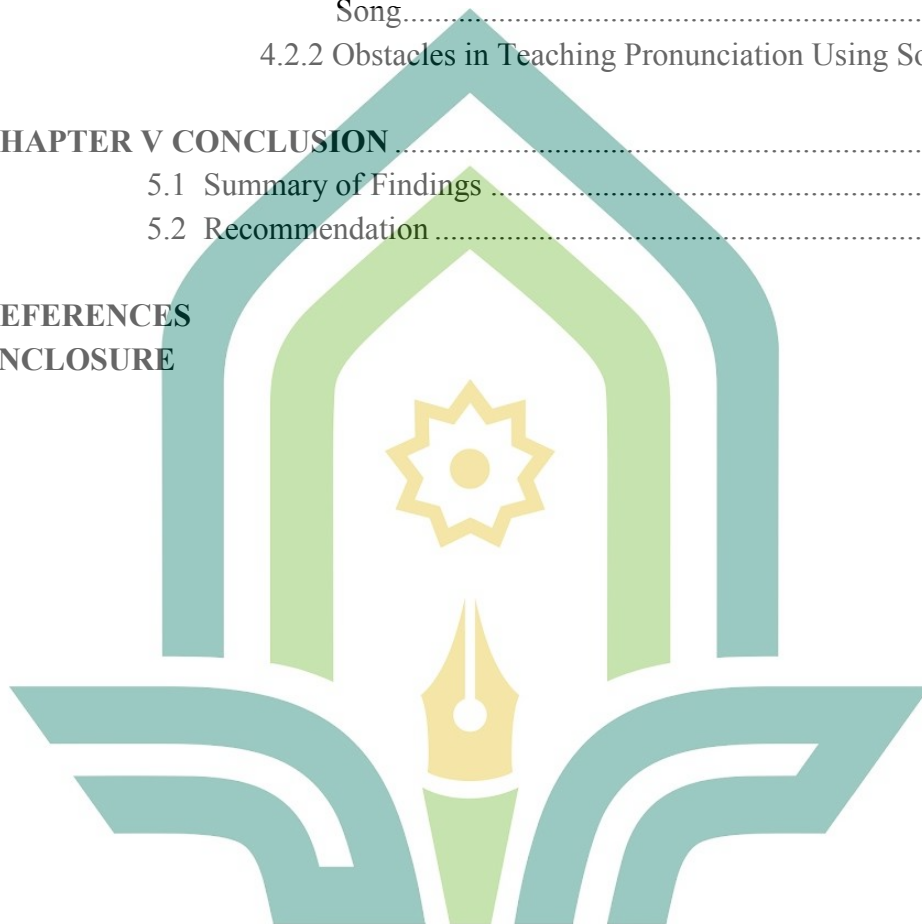 Song..........................................................................
4.2.2 Obstacles in Teaching Pronunciation Using So
HAPTER V CONCLUSION ..........................................................................
5.1 Summary of Findings ............................................................
5.2 Recommendation ...................................................................
EFERENCES
NCLOSURE